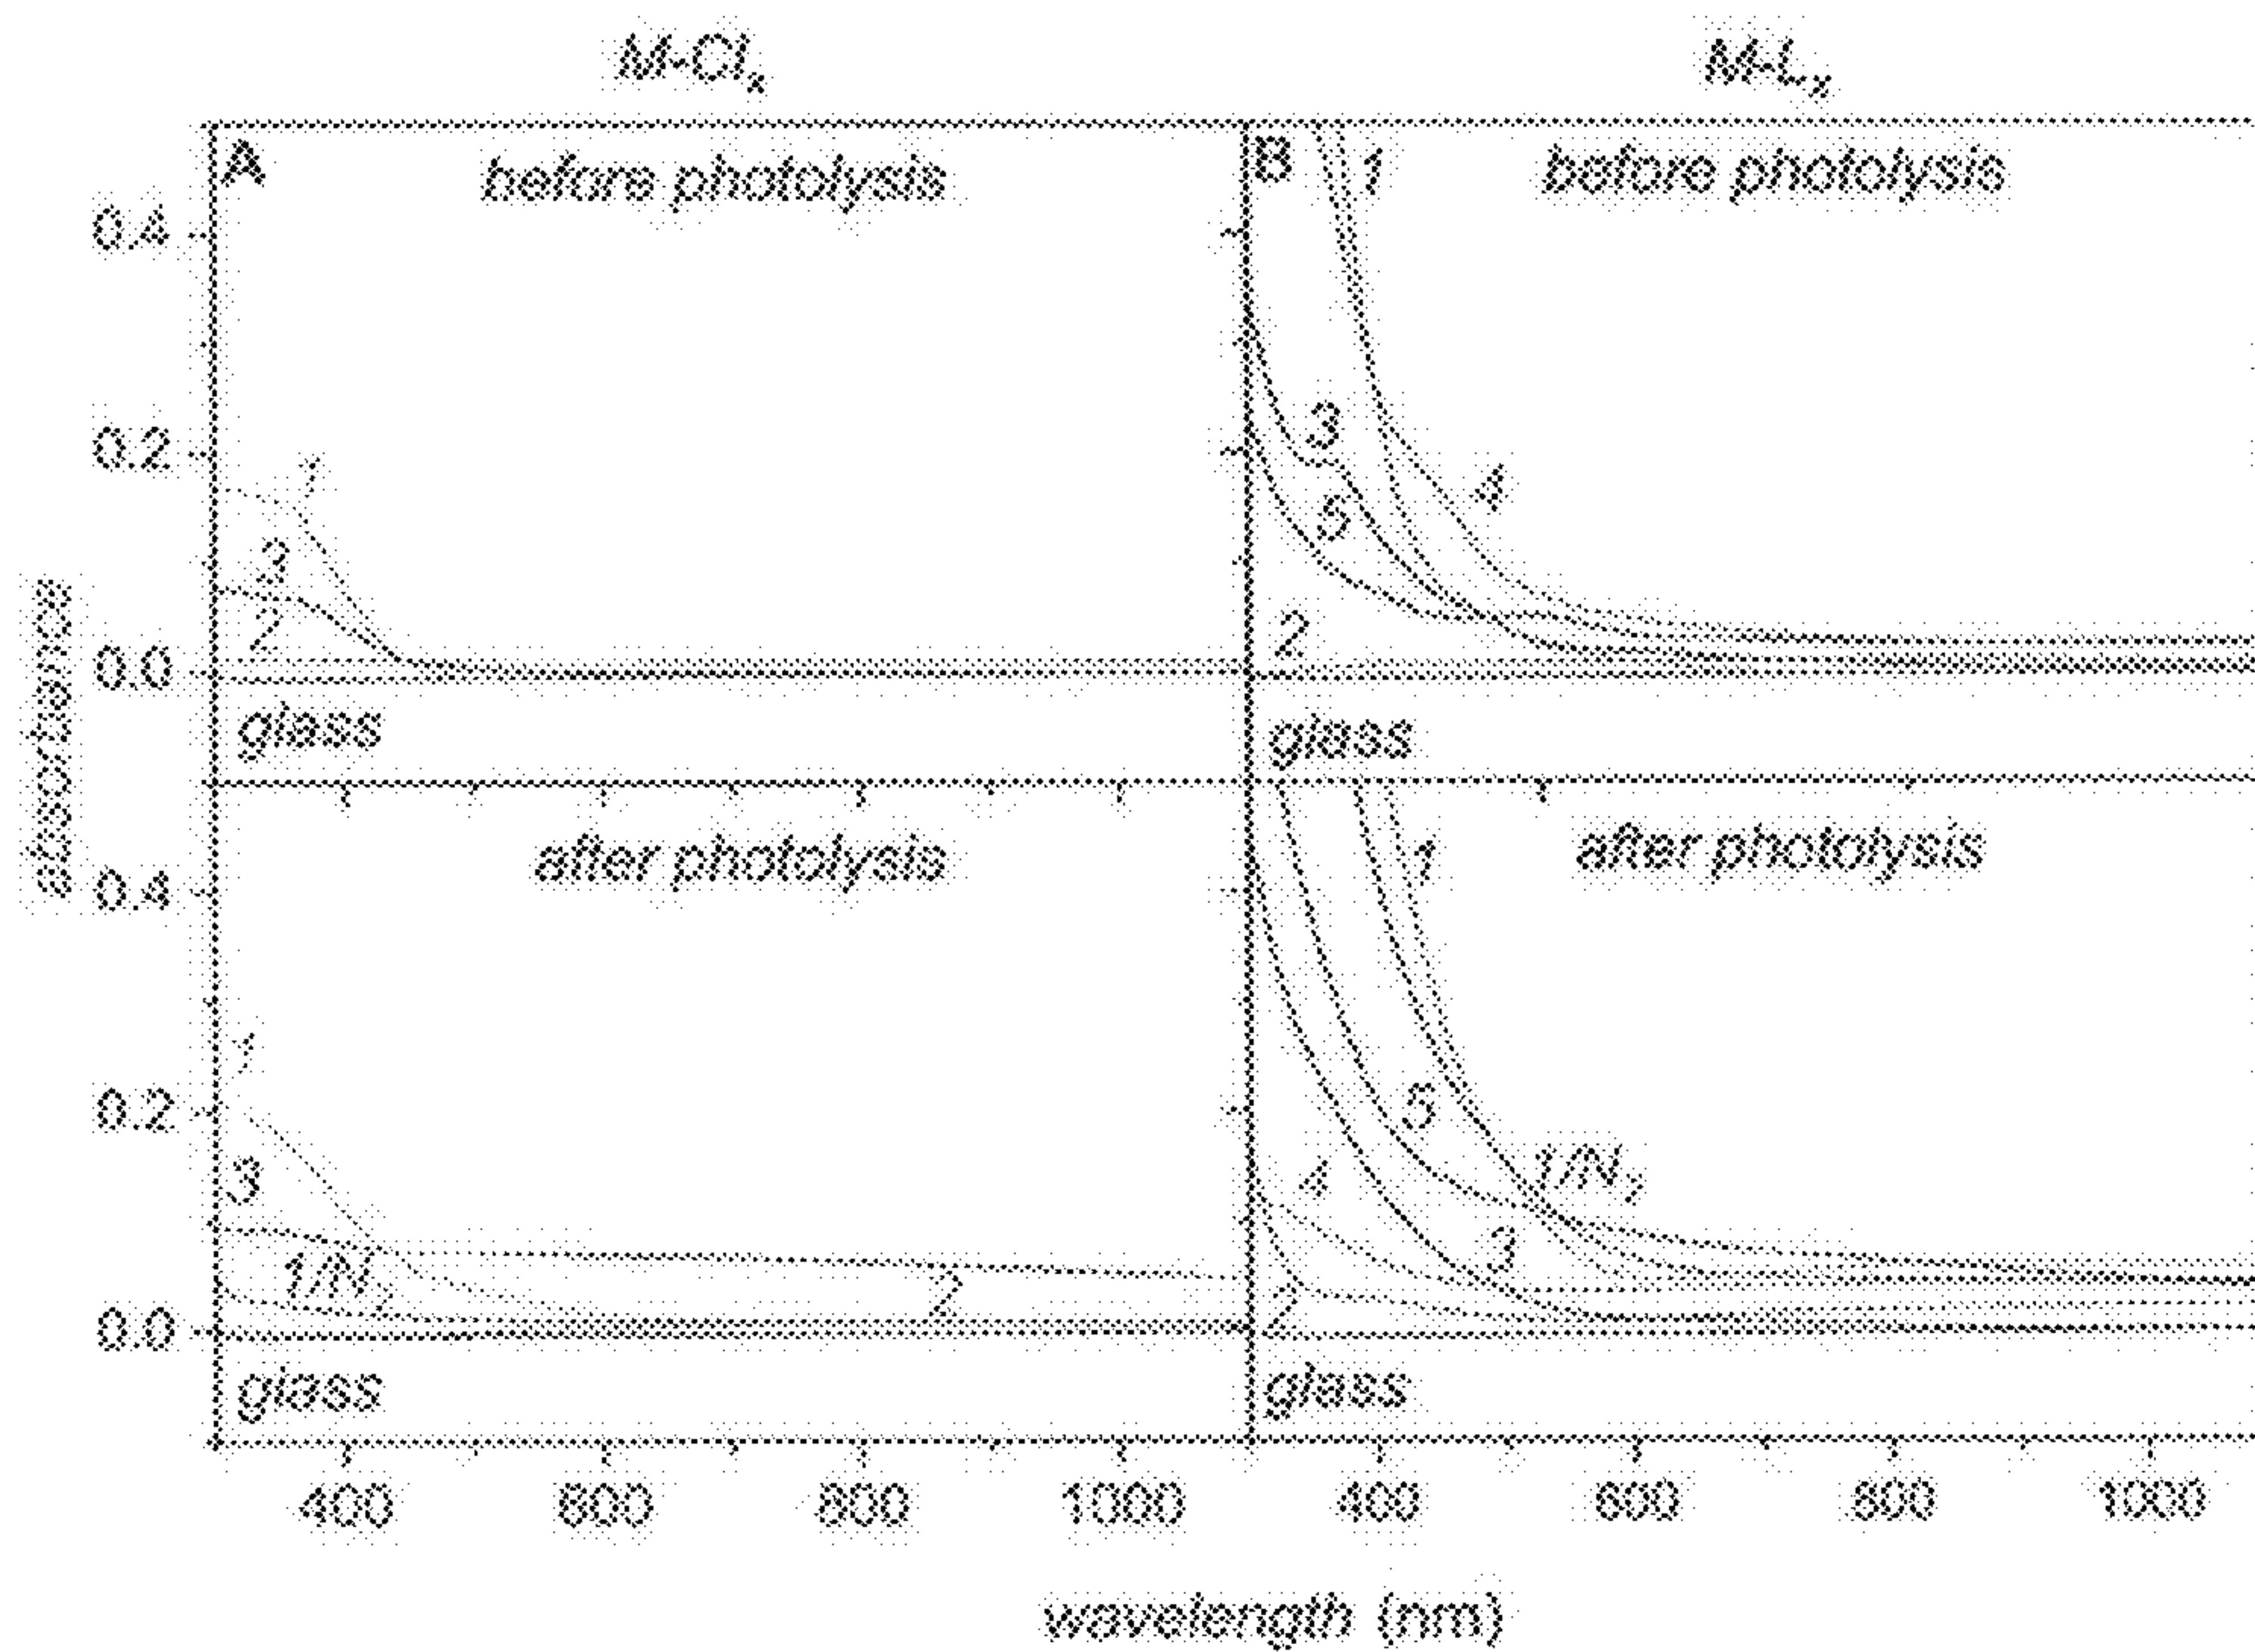 M-Clx
M-Lx
A
before photolysis
B
1
before photolysis
0.4
3
0.2
1
4
5
3
2
2
0.0
glass
glass
absorbance
after photolysis
1
after photolysis
0.4
1
5
0.2
1/N2
3
4
3
1/N2
2
2
0.0
glass
glass
400 600 800 1000 400 600 800 1000
wavelength (nm)